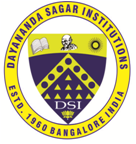 DAYANANDA SAGAR INSTITUTIONS
DSI
ESTD. 1960 BANGALORE INDIA